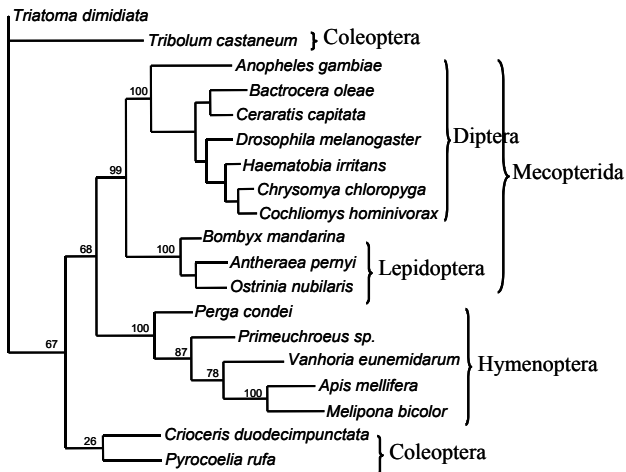 Triatoma dimidiata
Tribolum castaneum
Coleoptera
Anopheles gambiae
100
Bactrocera oleae
Ceraratis capitata
Drosophila melanogaster
Diptera
Haematobia irritans
Mecopterida
99
Chrysomya chloropyga
Cochliomys hominivorax
Bombyx mandarina
68
100
Antheraea pernyi
Lepidoptera
Ostrinia nubilaris
Perga condei
100
Primeuchroeus sp.
67
87
Vanhoria eunemidarum
Hymenoptera
78
Apis mellifera
100
Melipona bicolor
Crioceris duodecimpunctata
26
Coleoptera
Pyrocoelia rufa